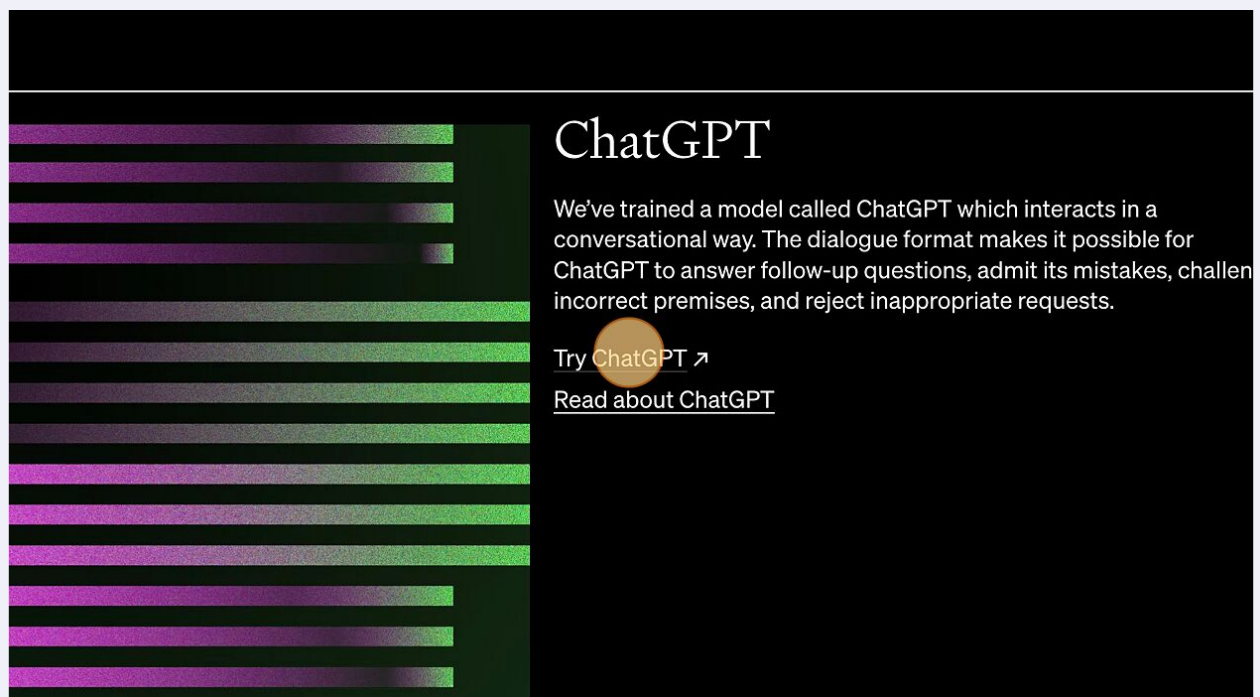 ChatGPT
We’ve trained a model called ChatGPT which interacts in a
conversational way. The dialogue format makes it possible for
ChatGPT to answer follow-up questions, admit its mistakes, challen
incorrect premises, and reject inappropriate requests.
Try ChatGPT ↗
Read about ChatGPT